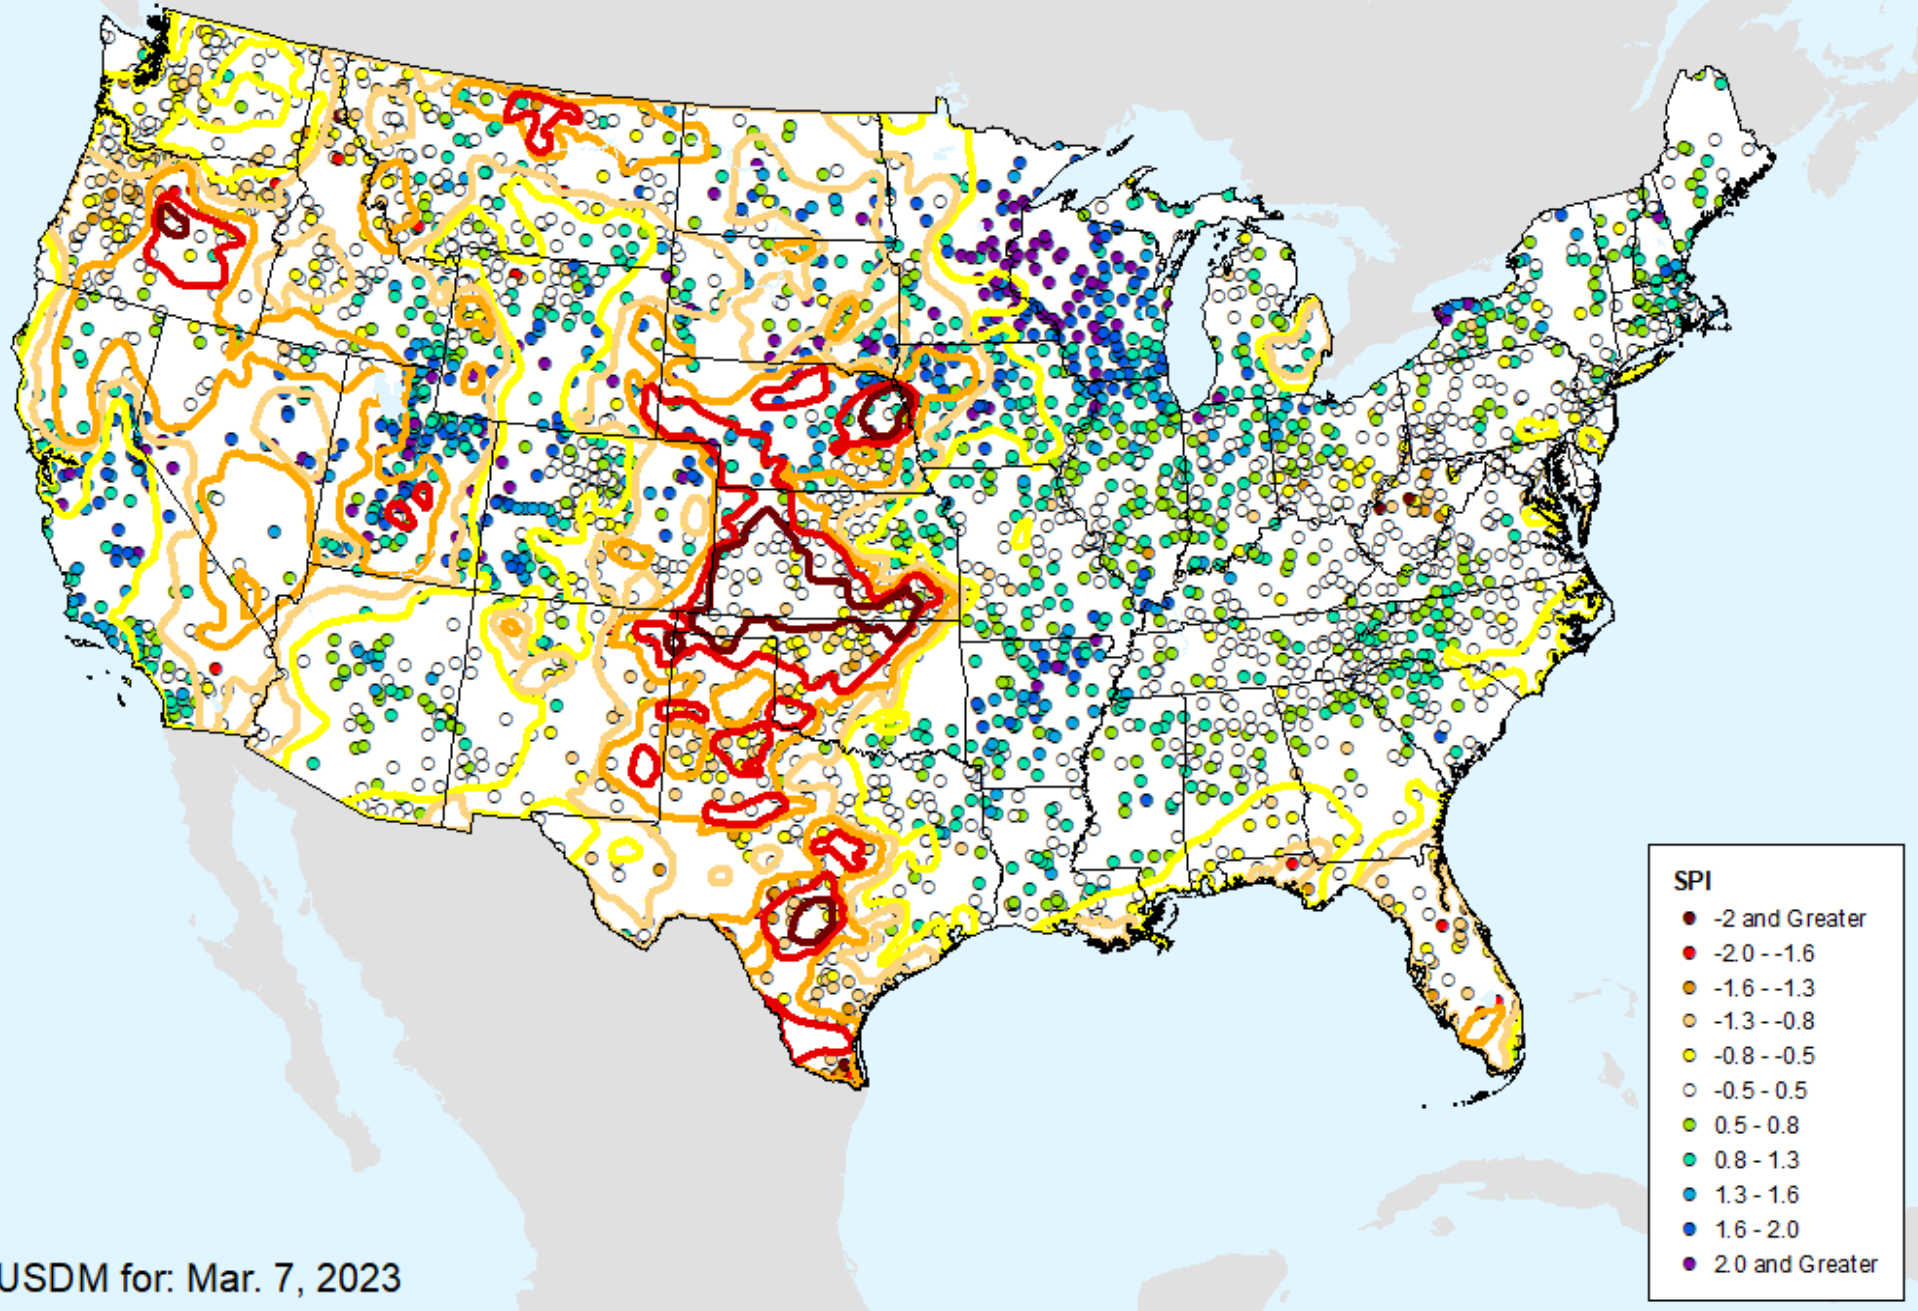 SPI
-2 and Greater
-2.0 - -1.6
-1.6 - -1.3
-1.3 - -0.8
-0.8 - -0.5
-0.5 - 0.5
0.5 - 0.8
0.8 - 1.3
1.3 - 1.6
1.6 - 2.0
2.0 and Greater
USDM for: Mar. 7, 2023